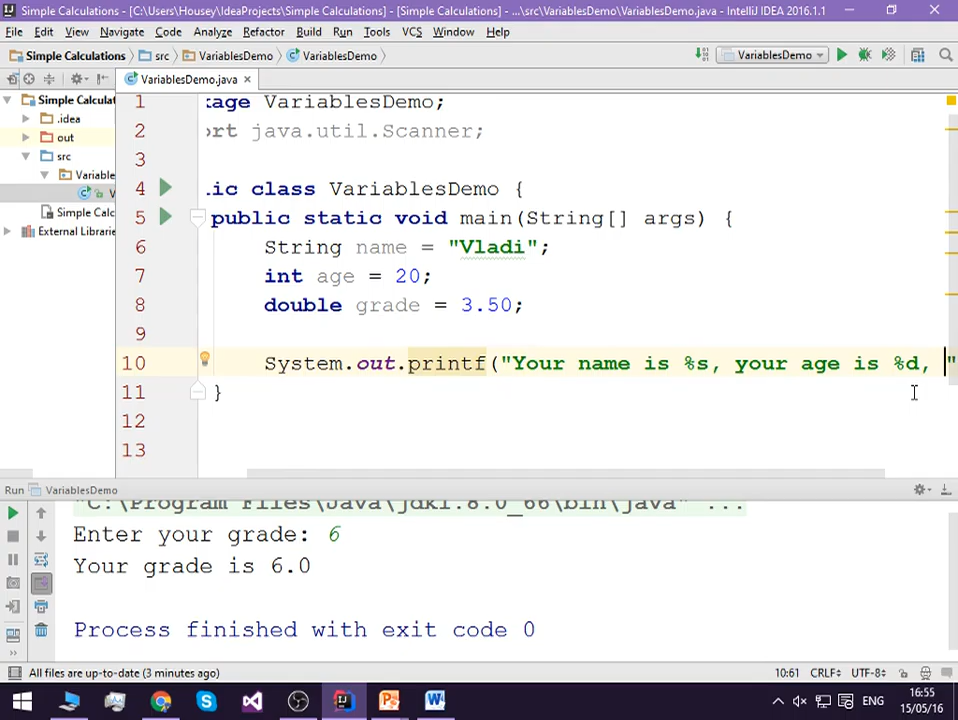 Simple Calculations - [C:\Users\Housey\IdeaProjects\Simple Calculations] - [Simple Calculations] - ...\src\VariablesDemo\VariablesDemo.java - IntelliJ IDEA 2016.1.1
File Edit View Navigate Code Analyze Refactor Build Run Tools VCS Window Help
Simple Calculations src VariablesDemo VariablesDemo VariablesDemo
VariablesDemo.java
Simple Calculat
.idea
out
src
Variable
V
Simple Calc
External Librarie
1 kage VariablesDemo;
2 ort java.util.Scanner;
3
4 lic class VariablesDemo {
5 public static void main(String[] args) {
6 String name = "Vladi";
7 int age = 20;
8 double grade = 3.50;
9
10 System.out.printf("Your name is %s, your age is %d, "
11 }
12
13
Run VariablesDemo
"C:\Program Files\Java\jdk1.8.0_66\bin\java" ...
Enter your grade: 6
Your grade is 6.0
Process finished with exit code 0
All files are up-to-date (3 minutes ago) 10:61 CRLF UTF-8
ENG 16:55
15/05/16